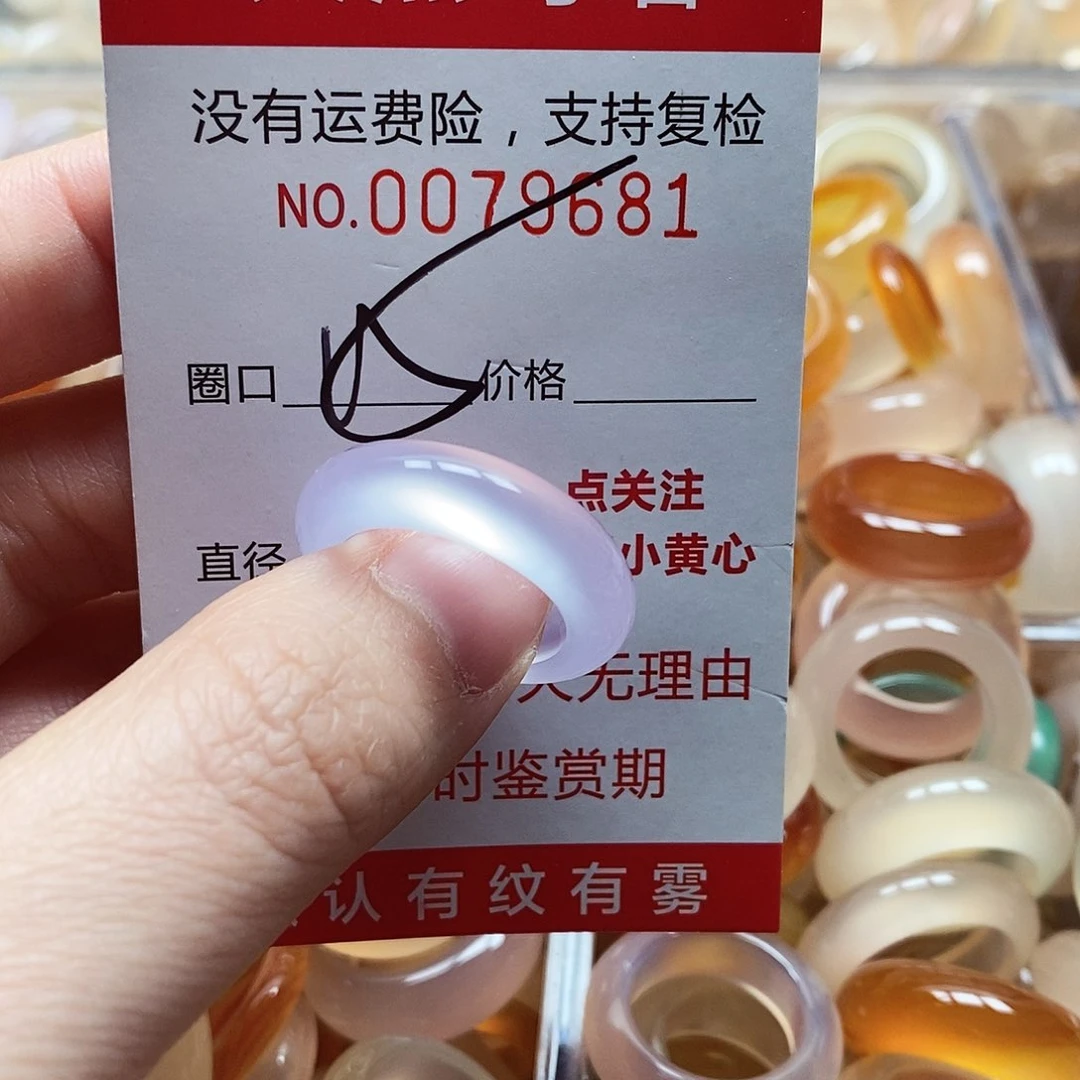 没有运费险，支持复检
NO.0079681
圈口 价格
点关注
直径 小黄心
天无理由
时鉴赏期
认有纹有雾